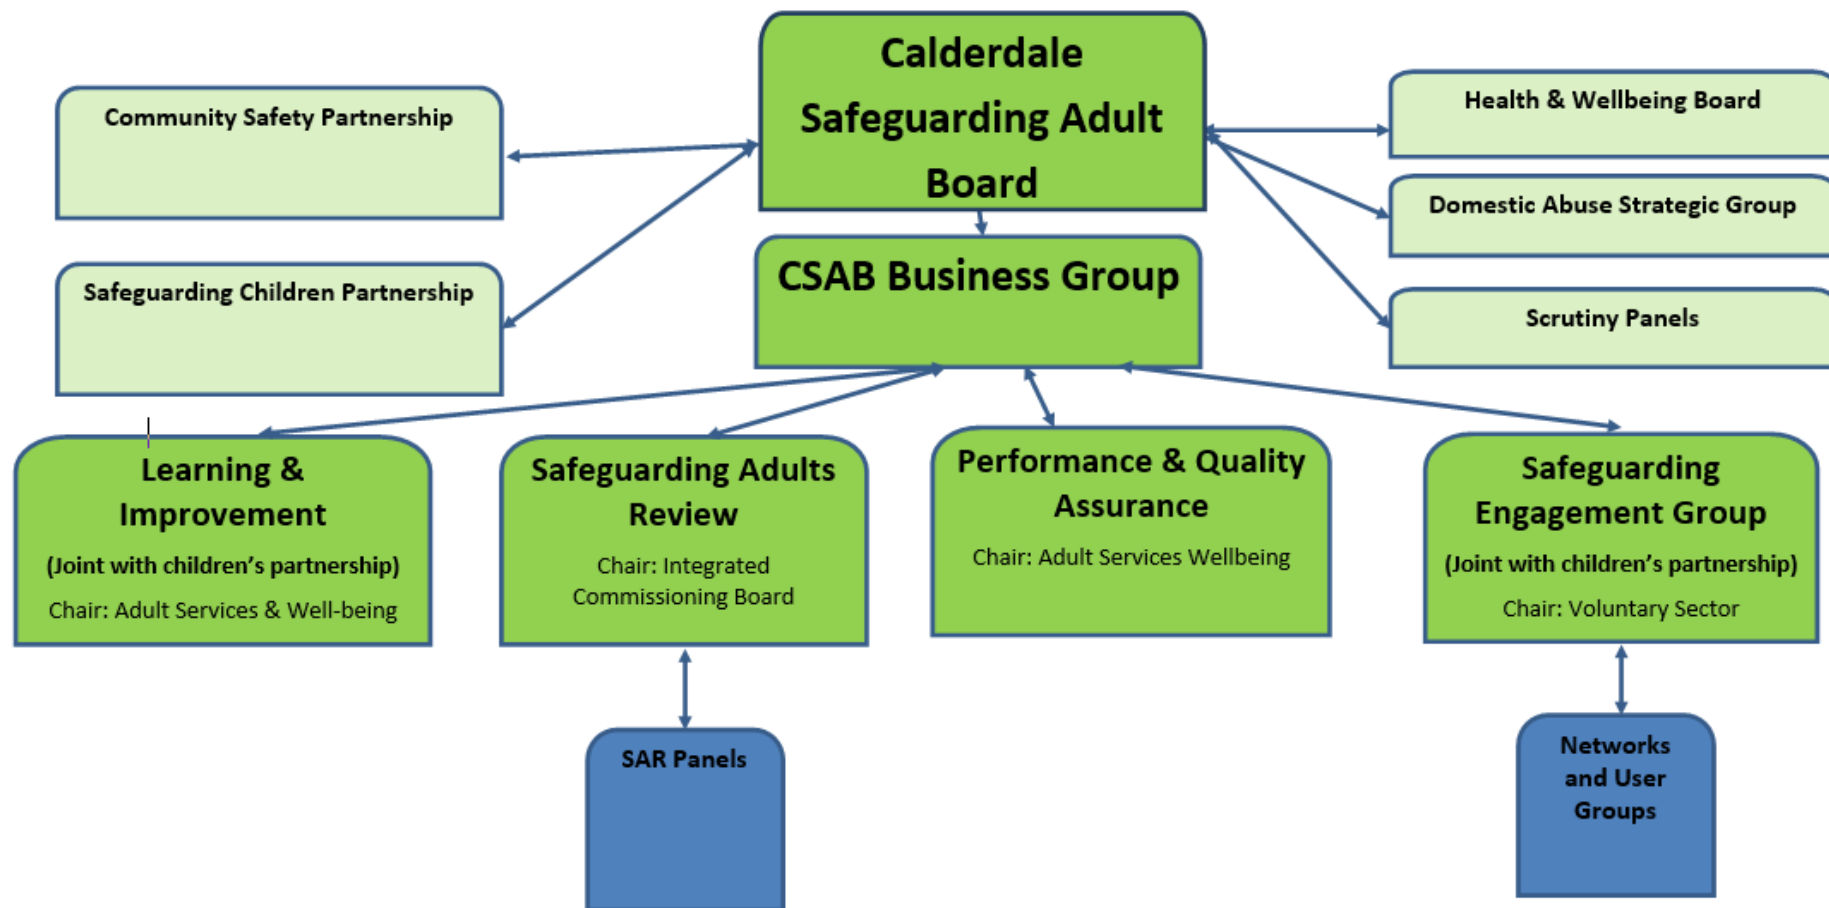 Calderdale
Safeguarding Adult
Board
Community Safety Partnership
Health & Wellbeing Board
Domestic Abuse Strategic Group
Safeguarding Children Partnership
CSAB Business Group
Scrutiny Panels
Learning &
Improvement
(Joint with children's partnership)
Chair: Adult Services & Well-being
Safeguarding Adults
Review
Chair: Integrated
Commissioning Board
Performance & Quality
Assurance
Chair: Adult Services Wellbeing
Safeguarding
Engagement Group
(Joint with children's partnership)
Chair: Voluntary Sector
SAR Panels
Networks
and User
Groups